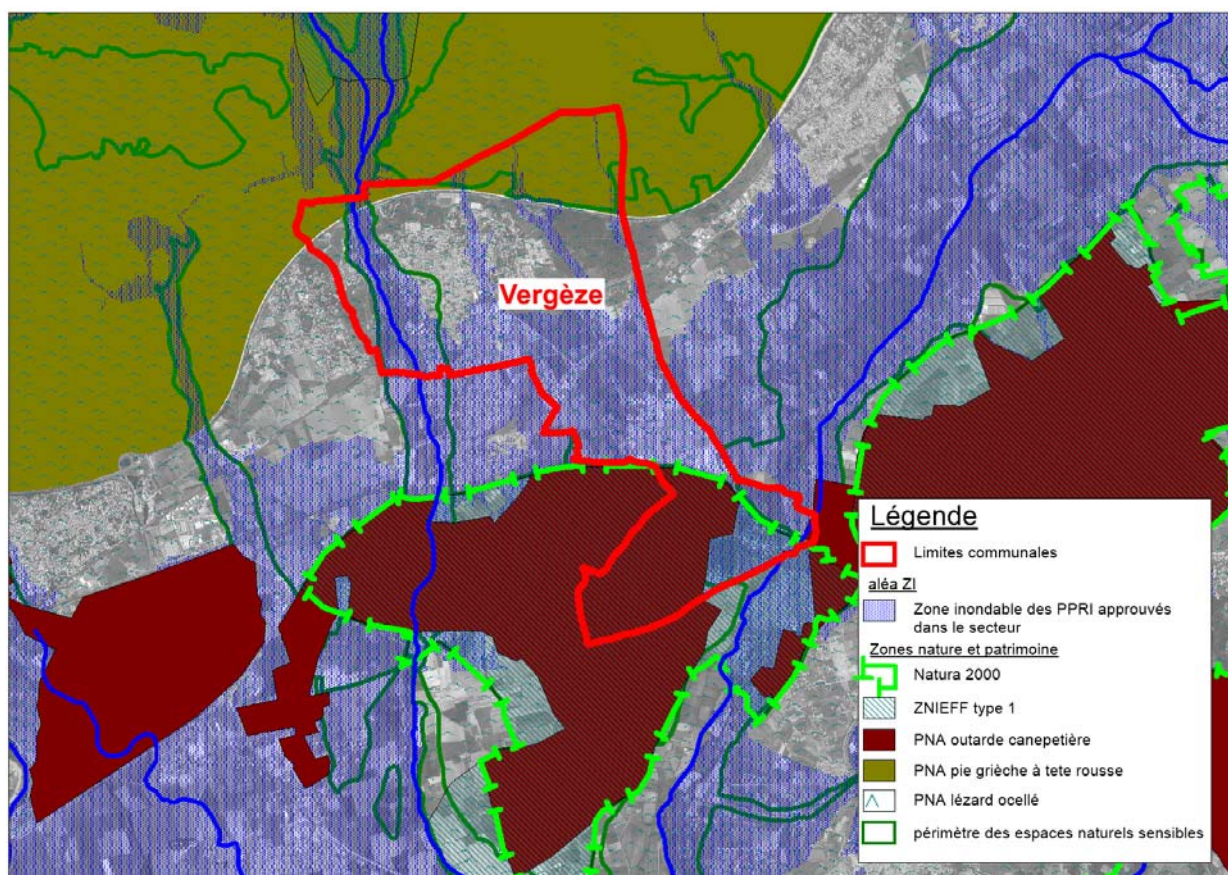 Vergèze
Légende
Limites communales
aléa ZI
Zone inondable des PPRI approuvés
dans le secteur
Zones nature et patrimoine
Natura 2000
ZNIEFF type 1
PNA outarde canepetière
PNA pie grièche à tete rousse
PNA lézard ocellé
périmètre des espaces naturels sensibles